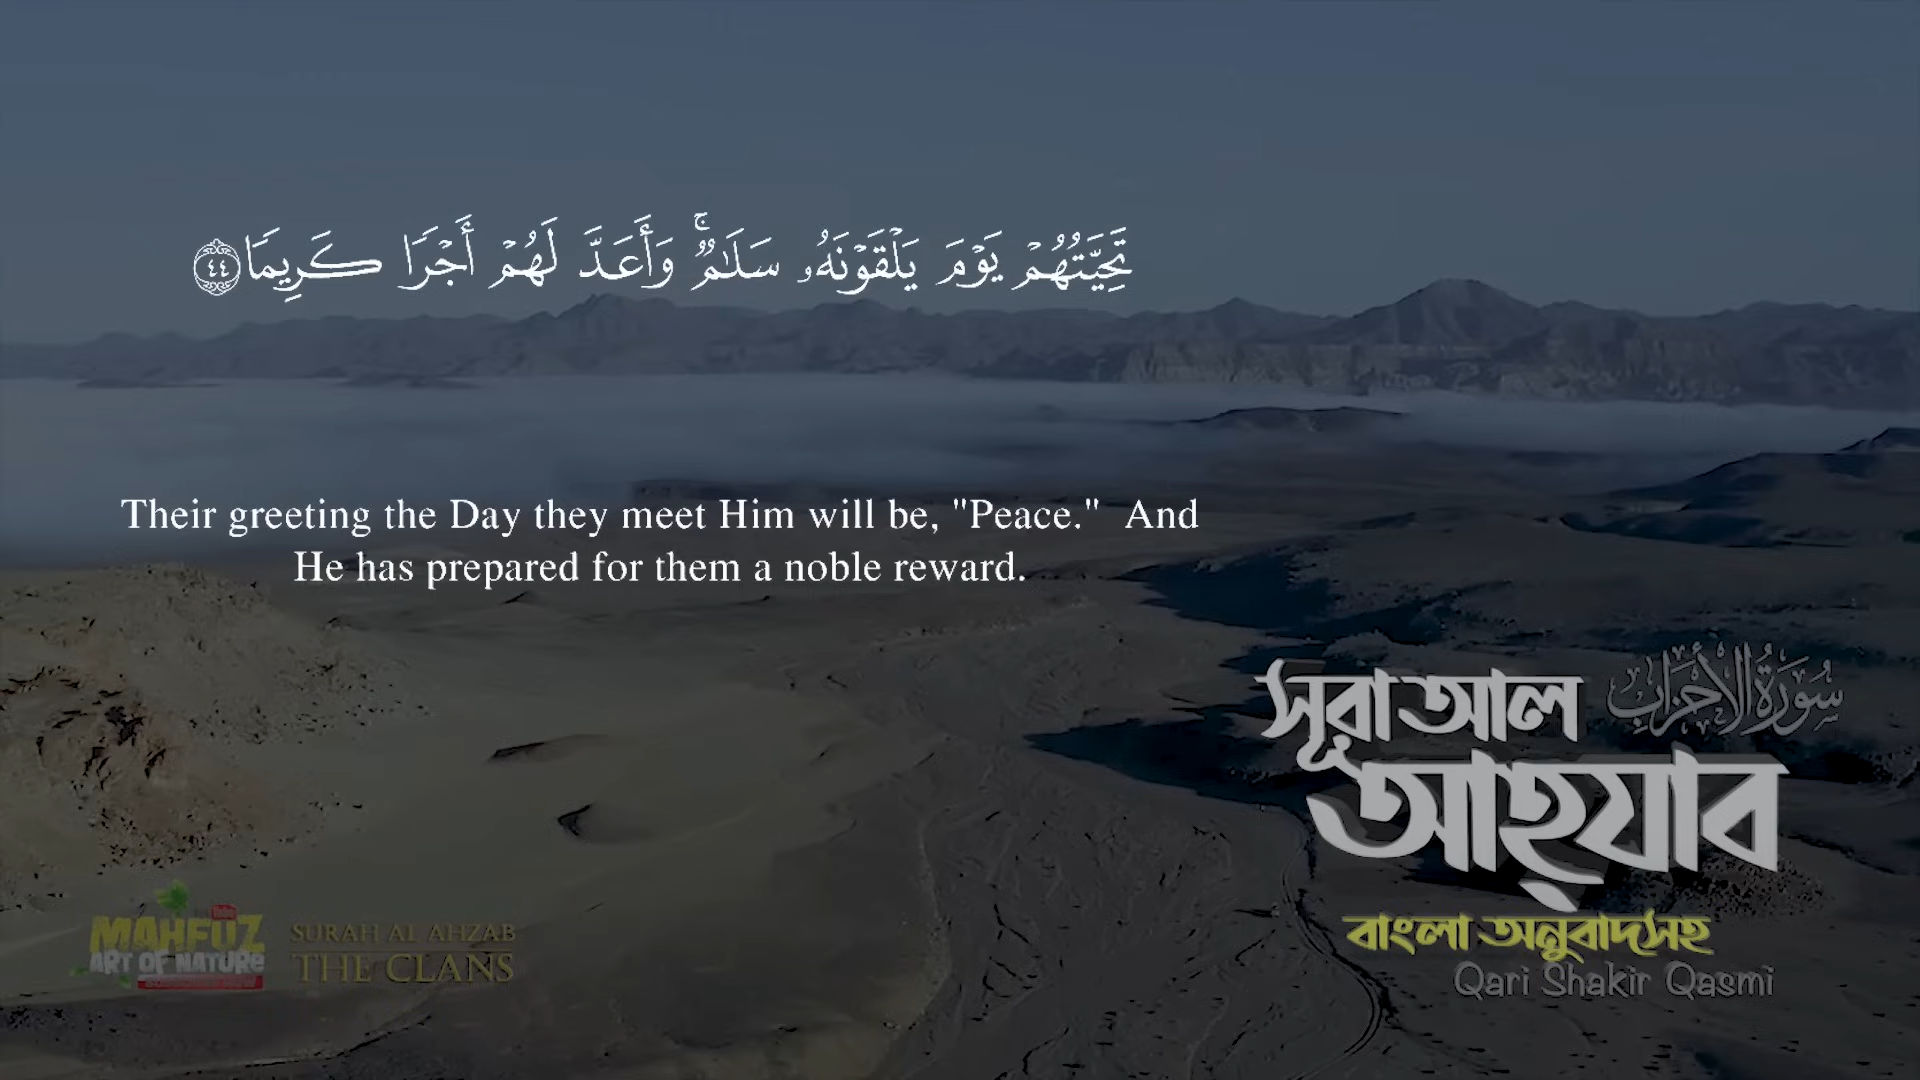 تَحِيَّتُهُمْ يَوْمَ يَلْقَوْنَهُۥ سَلَـٰمٌ ۚ وَأَعَدَّ لَهُمْ أَجْرًا كَرِيمًا ٤٤
Their greeting the Day they meet Him will be, "Peace." And
He has prepared for them a noble reward.
সূরা আল
سُورَةُ الأَحْزَاب
আহ্‌যাব
বাংলা অনুবাদসহ
Qari Shakir Qasmi
MAHFUZ
ART OF NATURE
SURAH AL AHZAB
THE CLANS